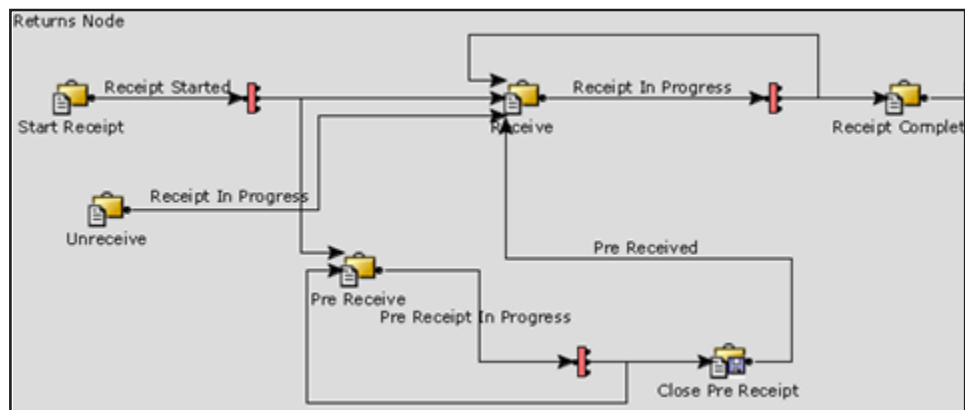 Returns Node
Receipt Started
Receipt In Progress
Start Receipt
Receive
Receipt Complet
Receipt In Progress
Unreceive
Pre Received
Pre Receive
Pre Receipt In Progress
Close Pre Receipt